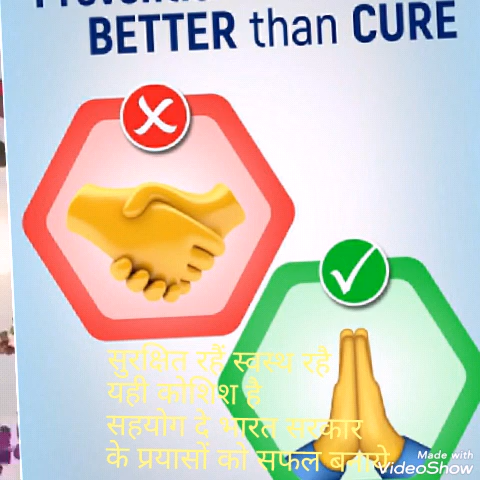 BETTER than CURE
सुरक्षित रहैं स्वस्थ रहै
यही कोशिश है
सहयोग दे भारत सरकार
के प्रयासों को सफल बनाये
Made with
VideoShow